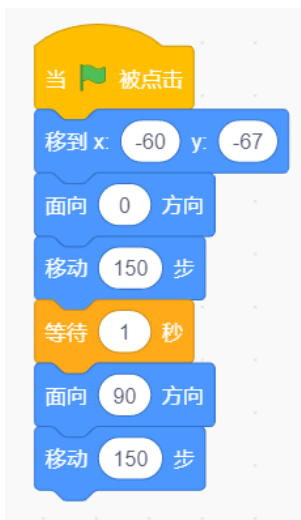 当 被点击
移到 x: -60 y: -67
面向 0 方向
移动 150 步
等待 1 秒
面向 90 方向
移动 150 步